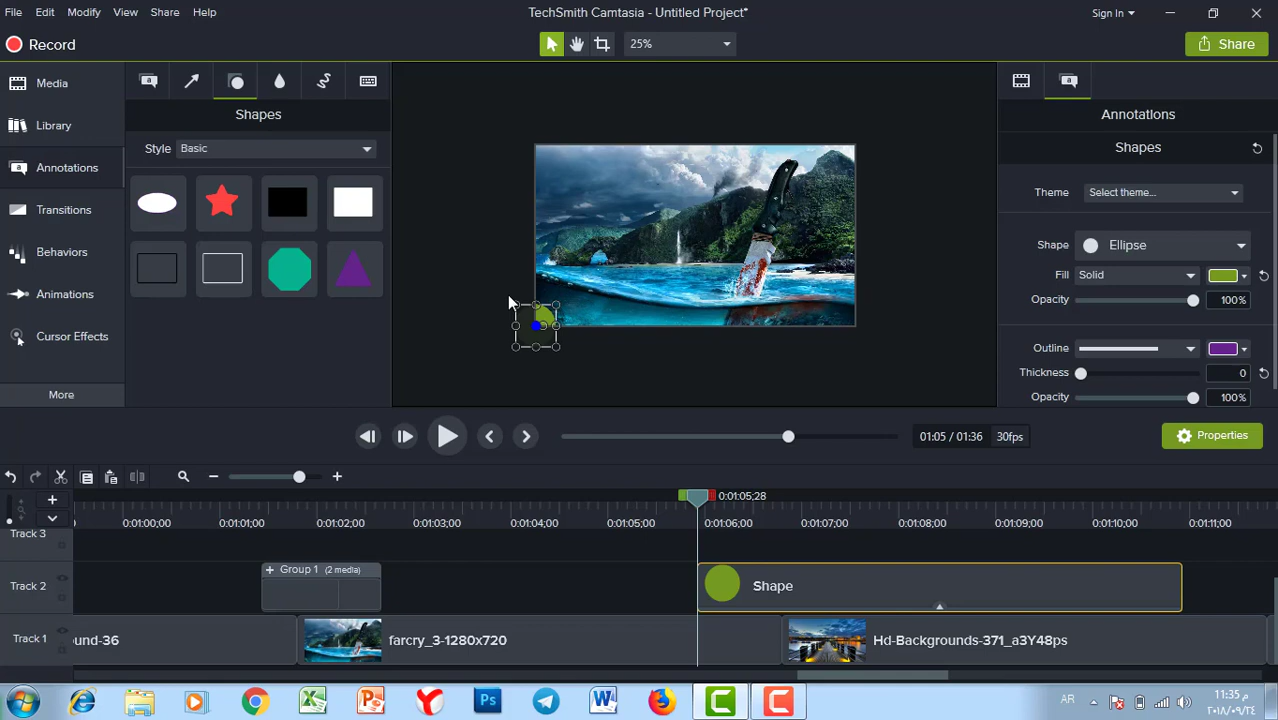 File Edit Modify View Share Help
TechSmith Camtasia - Untitled Project*
Sign In
Record
25%
Share
Media
Library
Annotations
Transitions
Behaviors
Animations
Cursor Effects
More
Shapes
Style Basic
Annotations
Shapes
Theme Select theme...
Shape Ellipse
Fill Solid
Opacity 100%
Outline
Thickness 0
Opacity 100%
01:05 / 01:36 30fps
Properties
0:01:05;28
0:01:00;00 0:01:01;00 0:01:02;00 0:01:03;00 0:01:04;00 0:01:05;00 0:01:06;00 0:01:07;00 0:01:08;00 0:01:09;00 0:01:10;00 0:01:11;00
Track 3
Track 2
+ Group 1 (2 media)
Shape
Track 1
ound-36
farcry_3-1280x720
Hd-Backgrounds-371_a3Y48ps
AR
11:35 م
٢٠١٨/٠٩/٢٤